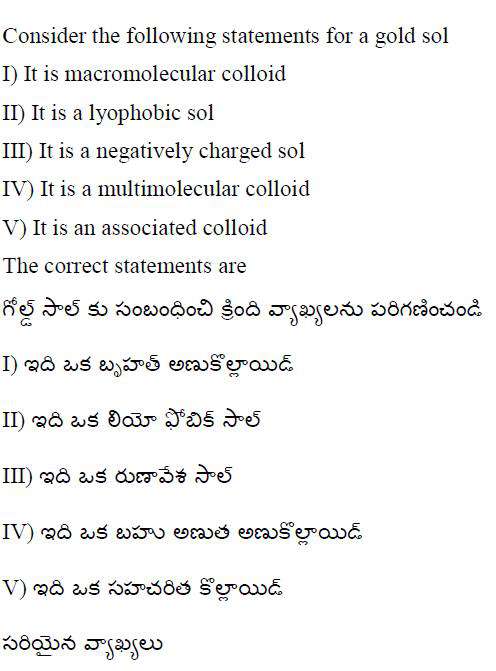 Consider the following statements for a gold sol
I) It is macromolecular colloid
II) It is a lyophobic sol
III) It is a negatively charged sol
IV) It is a multimolecular colloid
V) It is an associated colloid
The correct statements are
గోల్డ్ సాల్ కు సంబంధించి క్రింది వ్యాఖ్యలను పరిగణించండి
I) ఇది ఒక బృహత్ అణుకొల్లాయిడ్
II) ఇది ఒక లియో ఫోబిక్ సాల్
III) ఇది ఒక రుణావేశ సాల్
IV) ఇది ఒక బహు అణుత అణుకొల్లాయిడ్
V) ఇది ఒక సహచరిత కొల్లాయిడ్
సరియైన వ్యాఖ్యలు